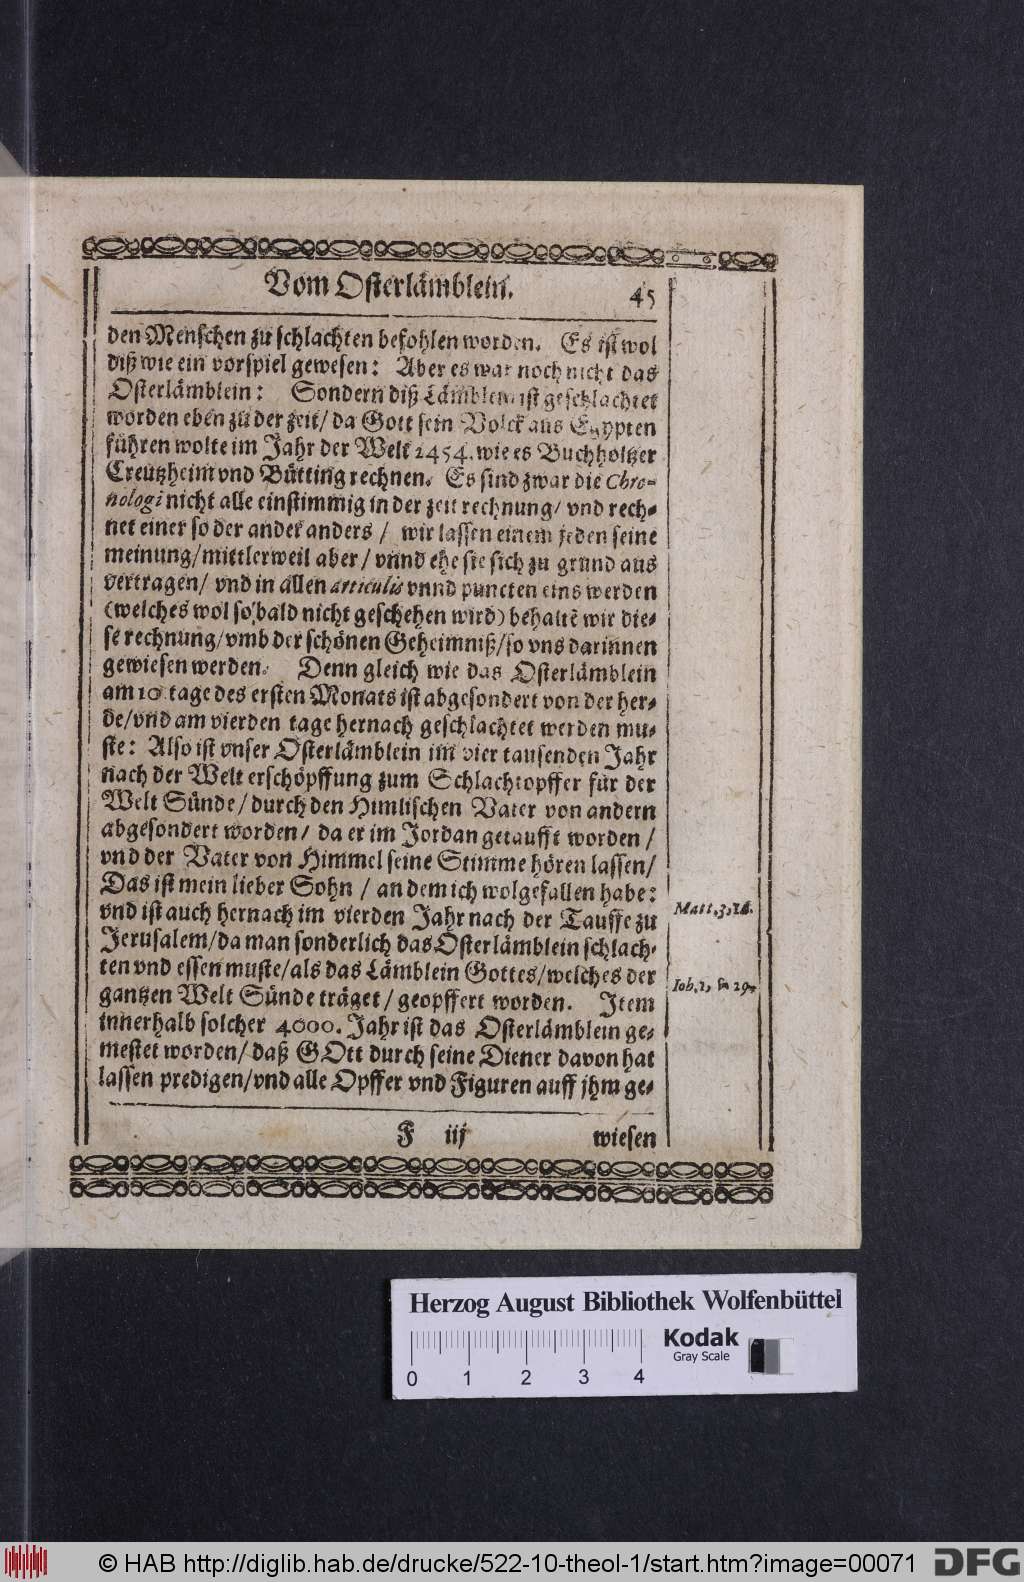 Vom Osterlämblein.
45
den Menschen zu schlachten befohlen worden. Es ist wol
diß wie ein vorspiel gewesen: Aber es war noch nicht das
Osterlämblein: Sondern diß Lämblein ist geschlachtet
worden eben zu der zeit/ da Gott sein Volck aus Egypten
führen wolte im Jahr der Welt 2454. wie es Buchholtzer
Creutzheim vnd Bütting rechnen. Es sind zwar die Chro-
nologi nicht alle einstimmig in der zeit rechnung/ vnd rech-
net einer so der ander anders / wir lassen einem jeden seine
meinung/ mittlerweil aber / vnnd ehe sie sich zu grund aus
vertragen/ vnd in allen articulis vnnd puncten eins werden
(welches wol so bald nicht geschehen wird) behaltē wir die-
se rechnung/ vmb der schönen Geheimniß/ so vns darinnen
gewiesen werden. Denn gleich wie das Osterlämblein
am 10. tage des ersten Monats ist abgesondert von der her-
de/ vnd am vierden tage hernach geschlachtet werden mu-
ste: Also ist vnser Osterlämblein im vier tausenden Jahr
nach der Welt erschöpffung zum Schlachtopffer für der
Welt Sünde / durch den Himlischen Vater von andern
abgesondert worden / da er im Jordan getaufft worden /
vnd der Vater von Himmel seine Stimme hören lassen/
Das ist mein lieber Sohn / an dem ich wolgefallen habe:
vnd ist auch hernach im vierden Jahr nach der Tauffe zu
Matt. 3, 16.
Jerusalem/ da man sonderlich das Osterlämblein schlach-
ten vnd essen muste/ als das Lämblein Gottes/ welches der
Ioh. 1, 29.
gantzen Welt Sünde träget / geopffert worden. Jtem
innerhalb solcher 4000. Jahr ist das Osterlämblein ge-
mestet worden/ daß GOtt durch seine Diener davon hat
lassen predigen/ vnd alle Opffer vnd Figuren auff jhm ge-
F iij
wiesen
Herzog August Bibliothek Wolfenbüttel
Kodak
Gray Scale
0 1 2 3 4
© HAB http://diglib.hab.de/drucke/522-10-theol-1/start.htm?image=00071
DFG